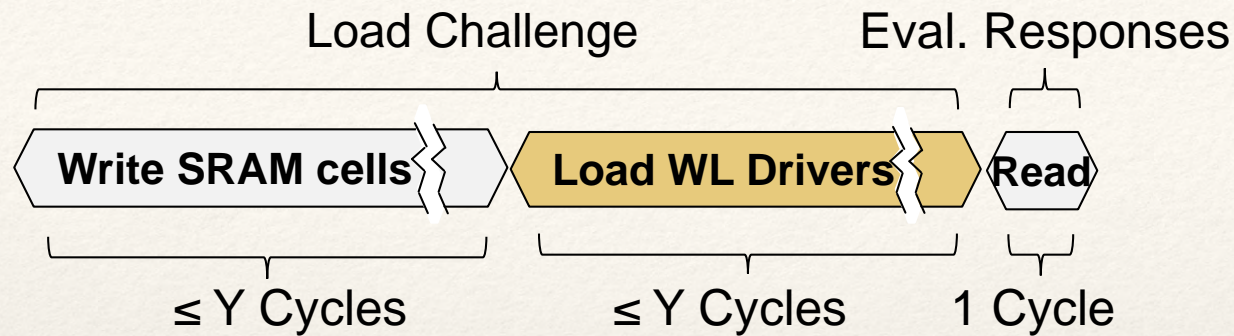 Load Challenge Eval. Responses
Write SRAM cells Load WL Drivers Read
≤ Y Cycles ≤ Y Cycles 1 Cycle